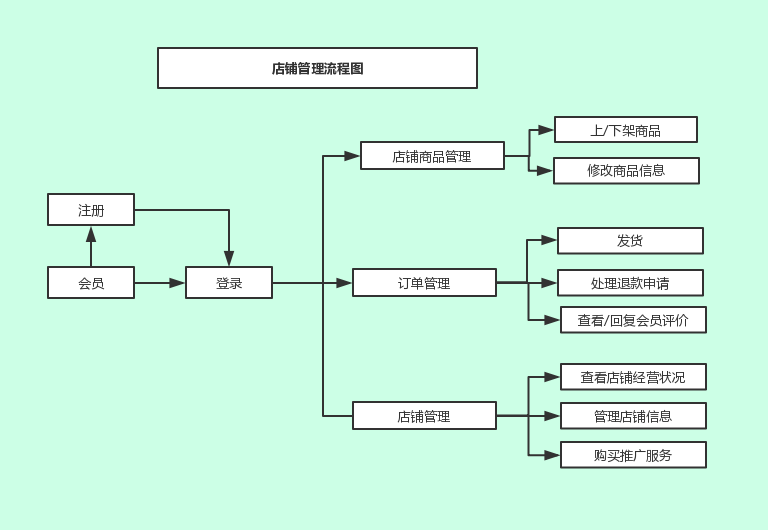 店铺管理流程图
注册
会员
登录
店铺商品管理
上/下架商品
修改商品信息
订单管理
发货
处理退款申请
查看/回复会员评价
店铺管理
查看店铺经营状况
管理店铺信息
购买推广服务